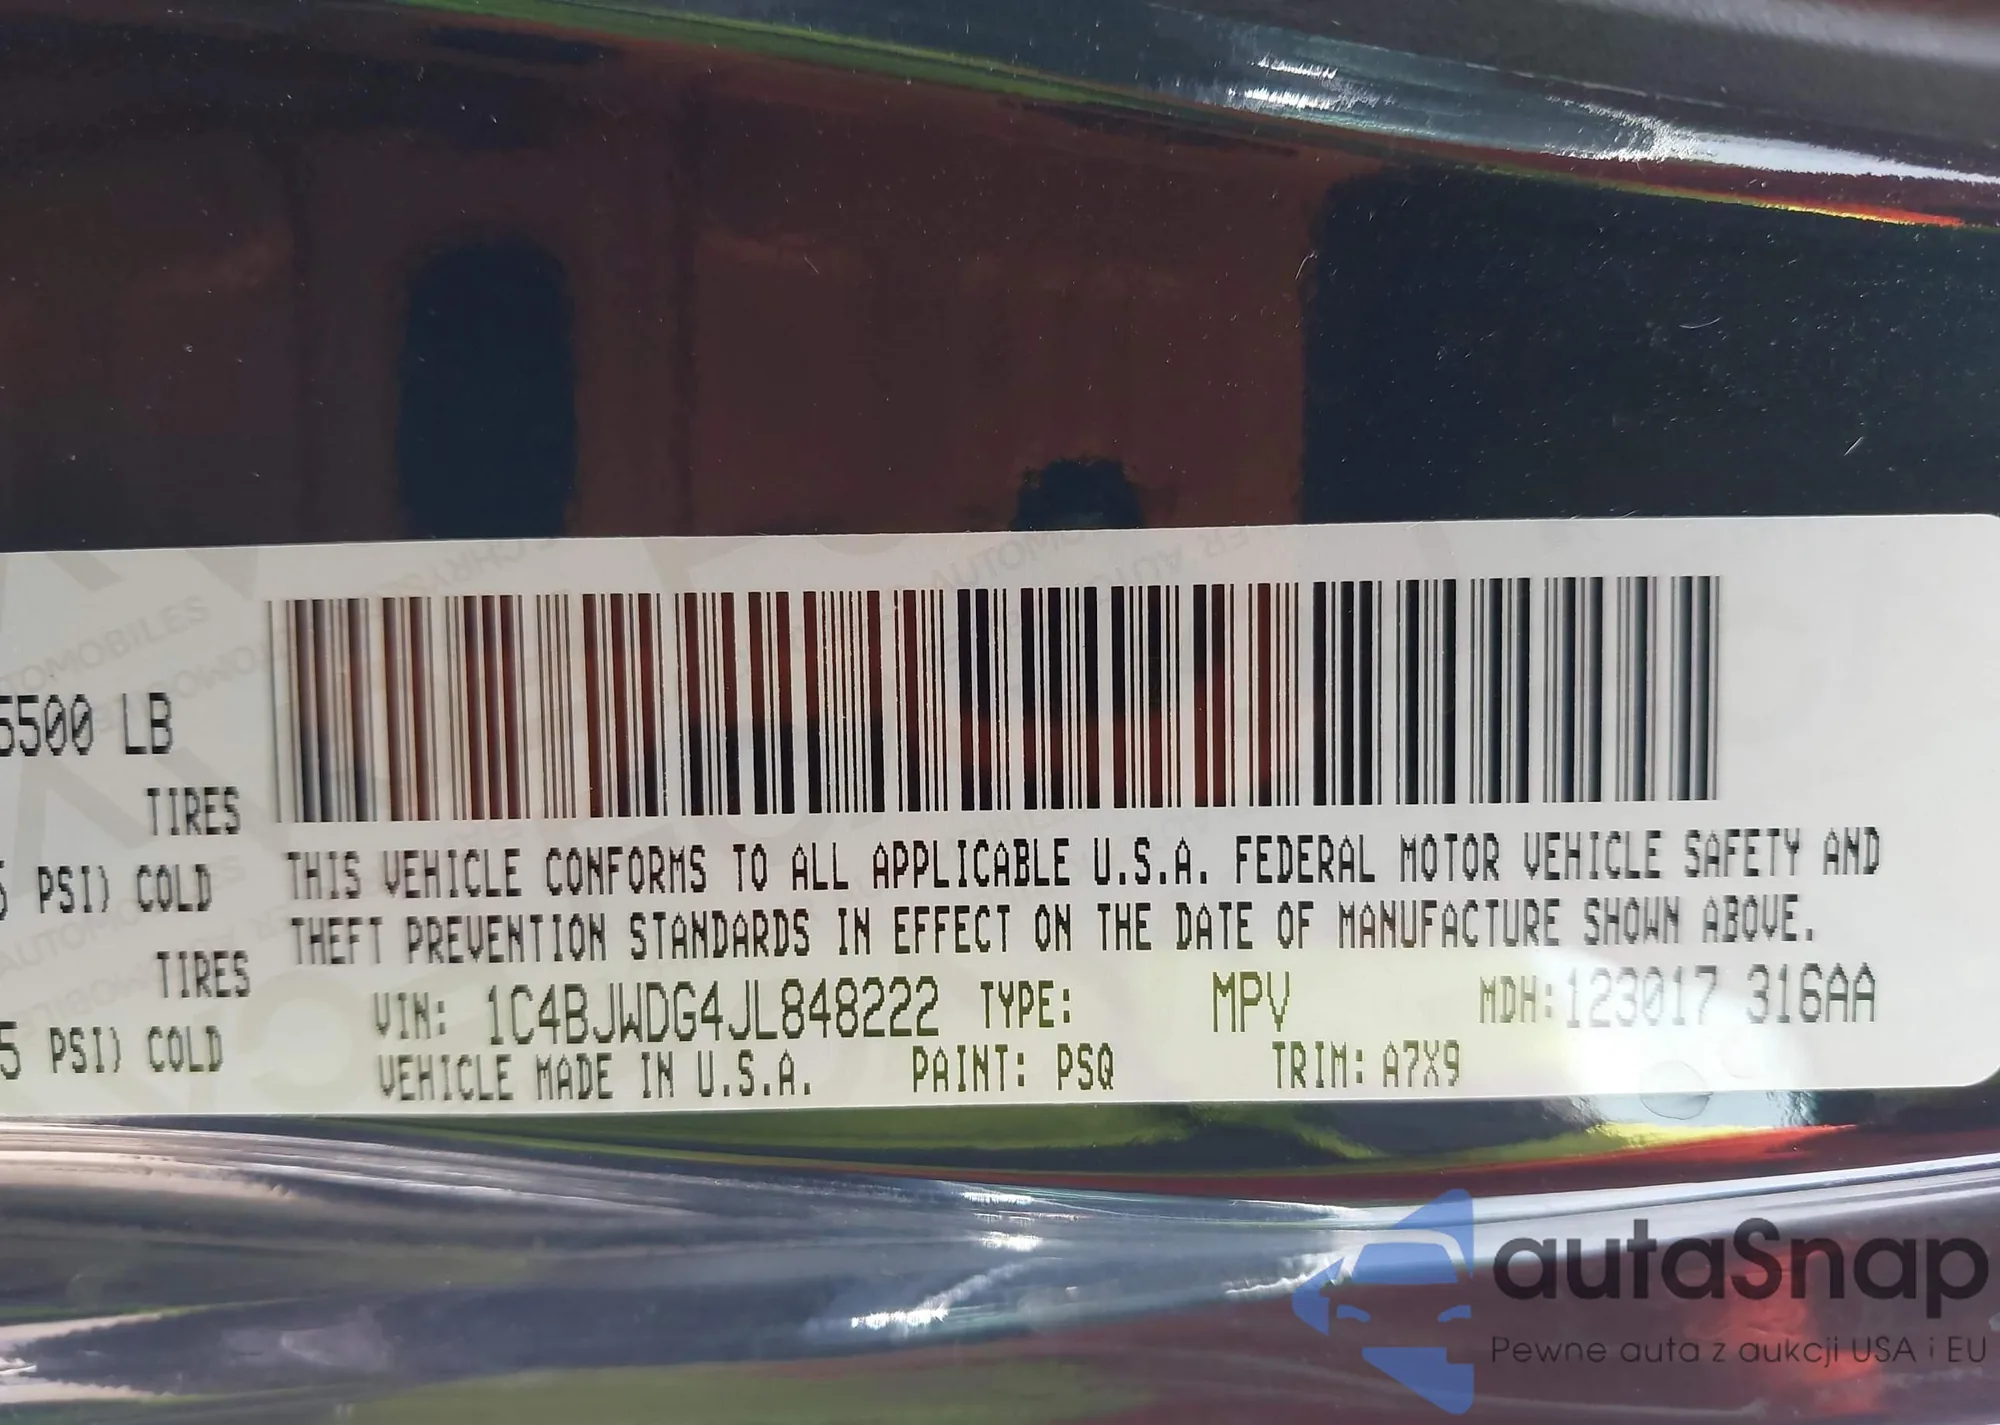 5500 LB
TIRES
5 PSI) COLD
TIRES
5 PSI) COLD
THIS VEHICLE CONFORMS TO ALL APPLICABLE U.S.A. FEDERAL MOTOR VEHICLE SAFETY AND
THEFT PREVENTION STANDARDS IN EFFECT ON THE DATE OF MANUFACTURE SHOWN ABOVE.
VIN: 1C4BJWDG4JL848222 TYPE: MPV MDH:123017 316AA
VEHICLE MADE IN U.S.A. PAINT: PSQ TRIM: A7X9
autaSnap
Pewne auta z aukcji USA i EU